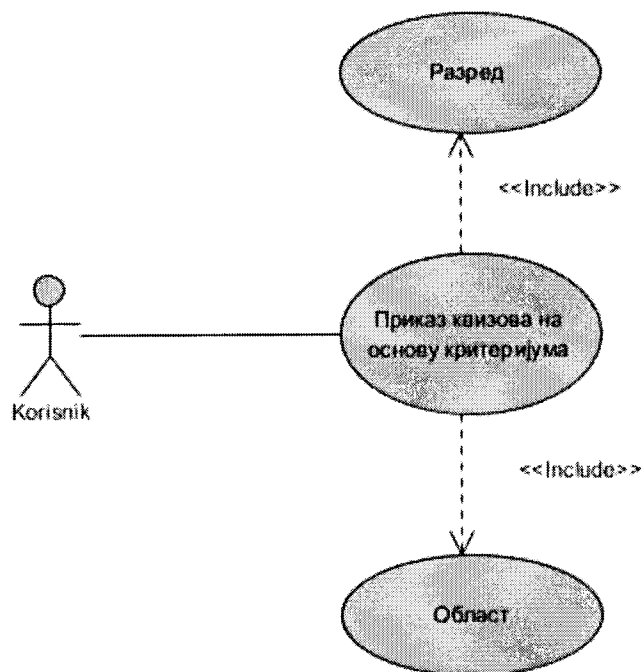 Разред
<<Include>>
Приказ квизова на
основу критеријума
Korisnik
<<Include>>
Област